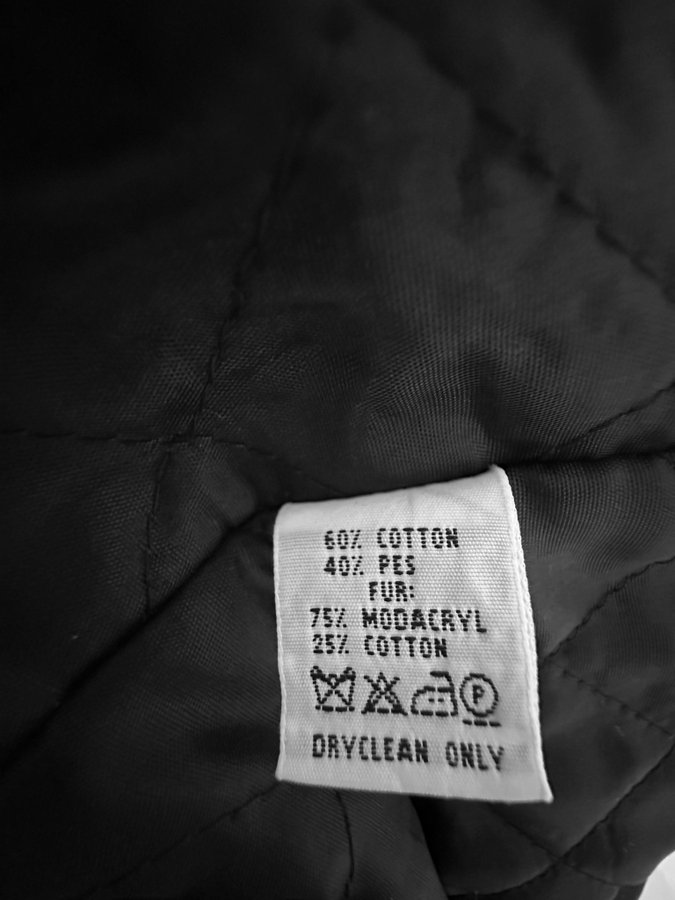 60% COTTON
40% PES
FUR:
75% MODACRYL
25% COTTON
P
DRYCLEAN ONLY